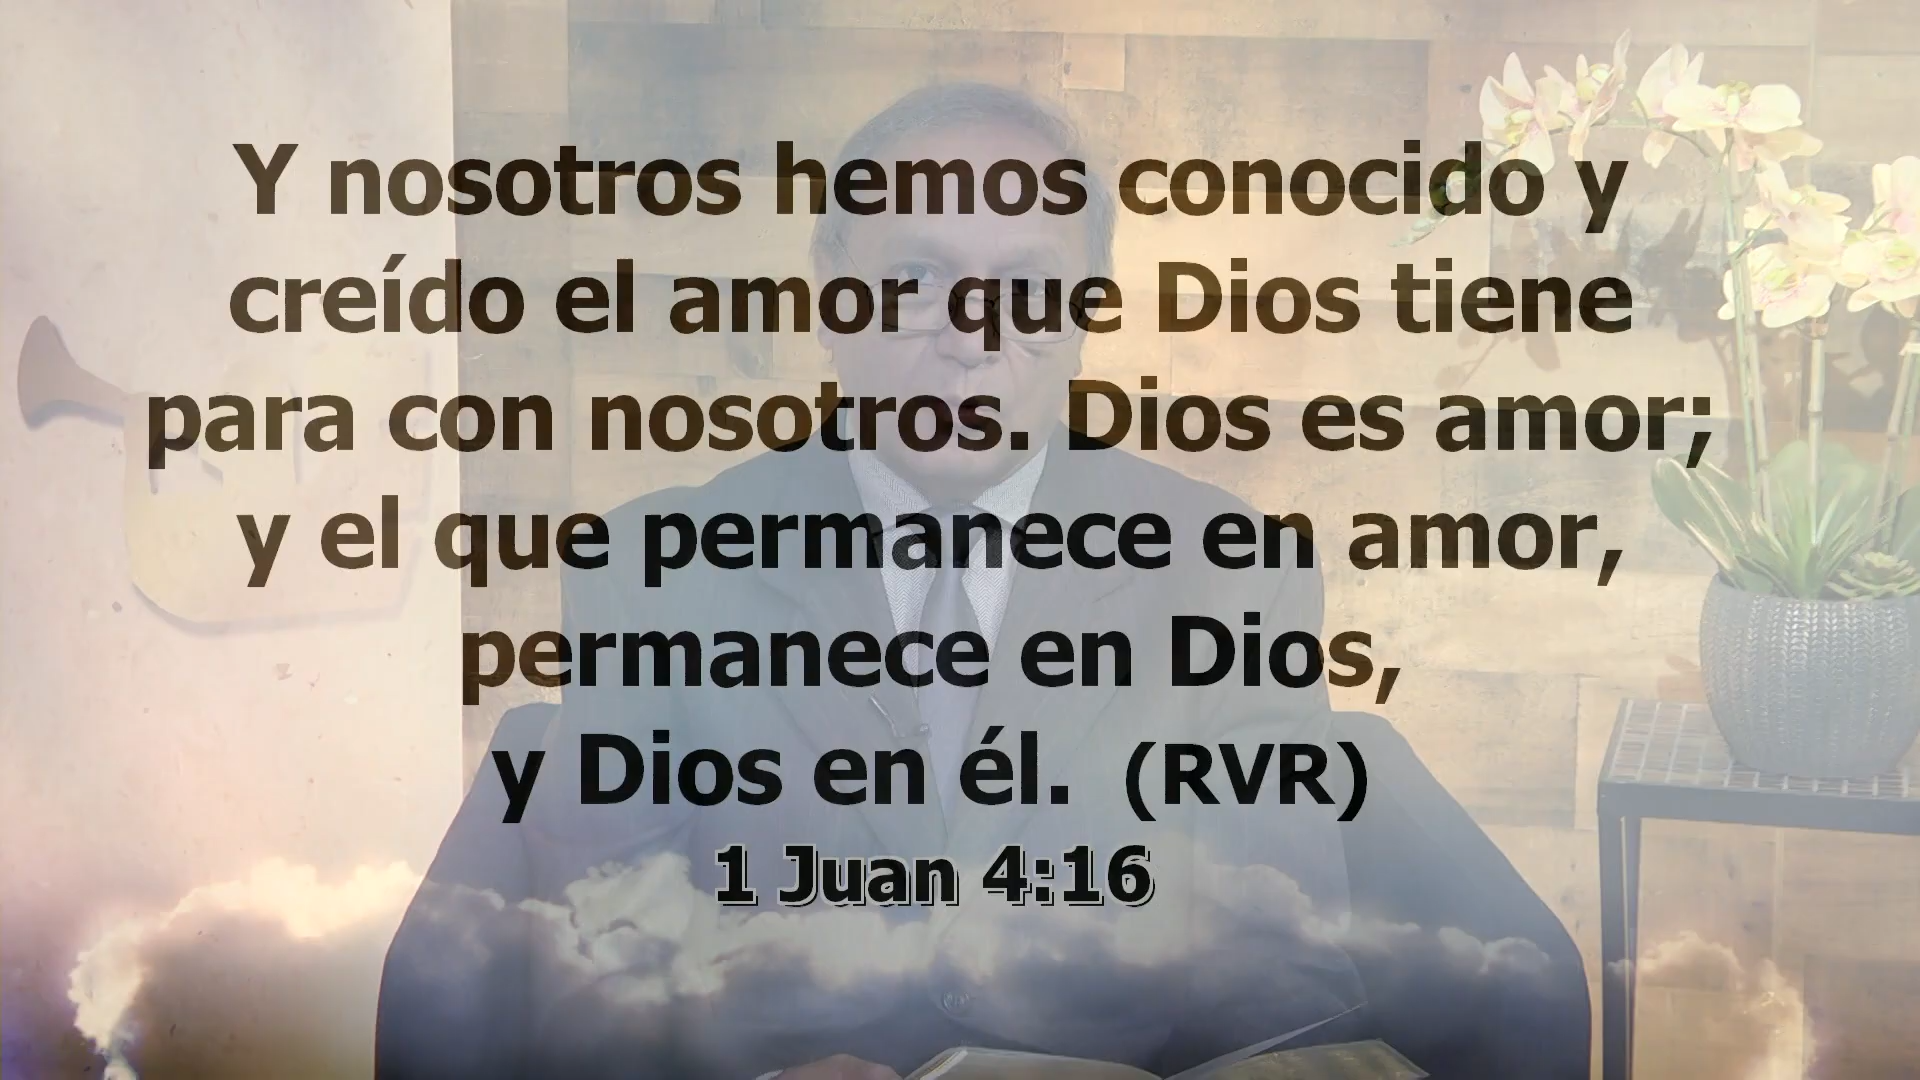 Y nosotros hemos conocido y
creído el amor que Dios tiene
para con nosotros. Dios es amor;
y el que permanece en amor,
permanece en Dios,
y Dios en él. (RVR)
1 Juan 4:16